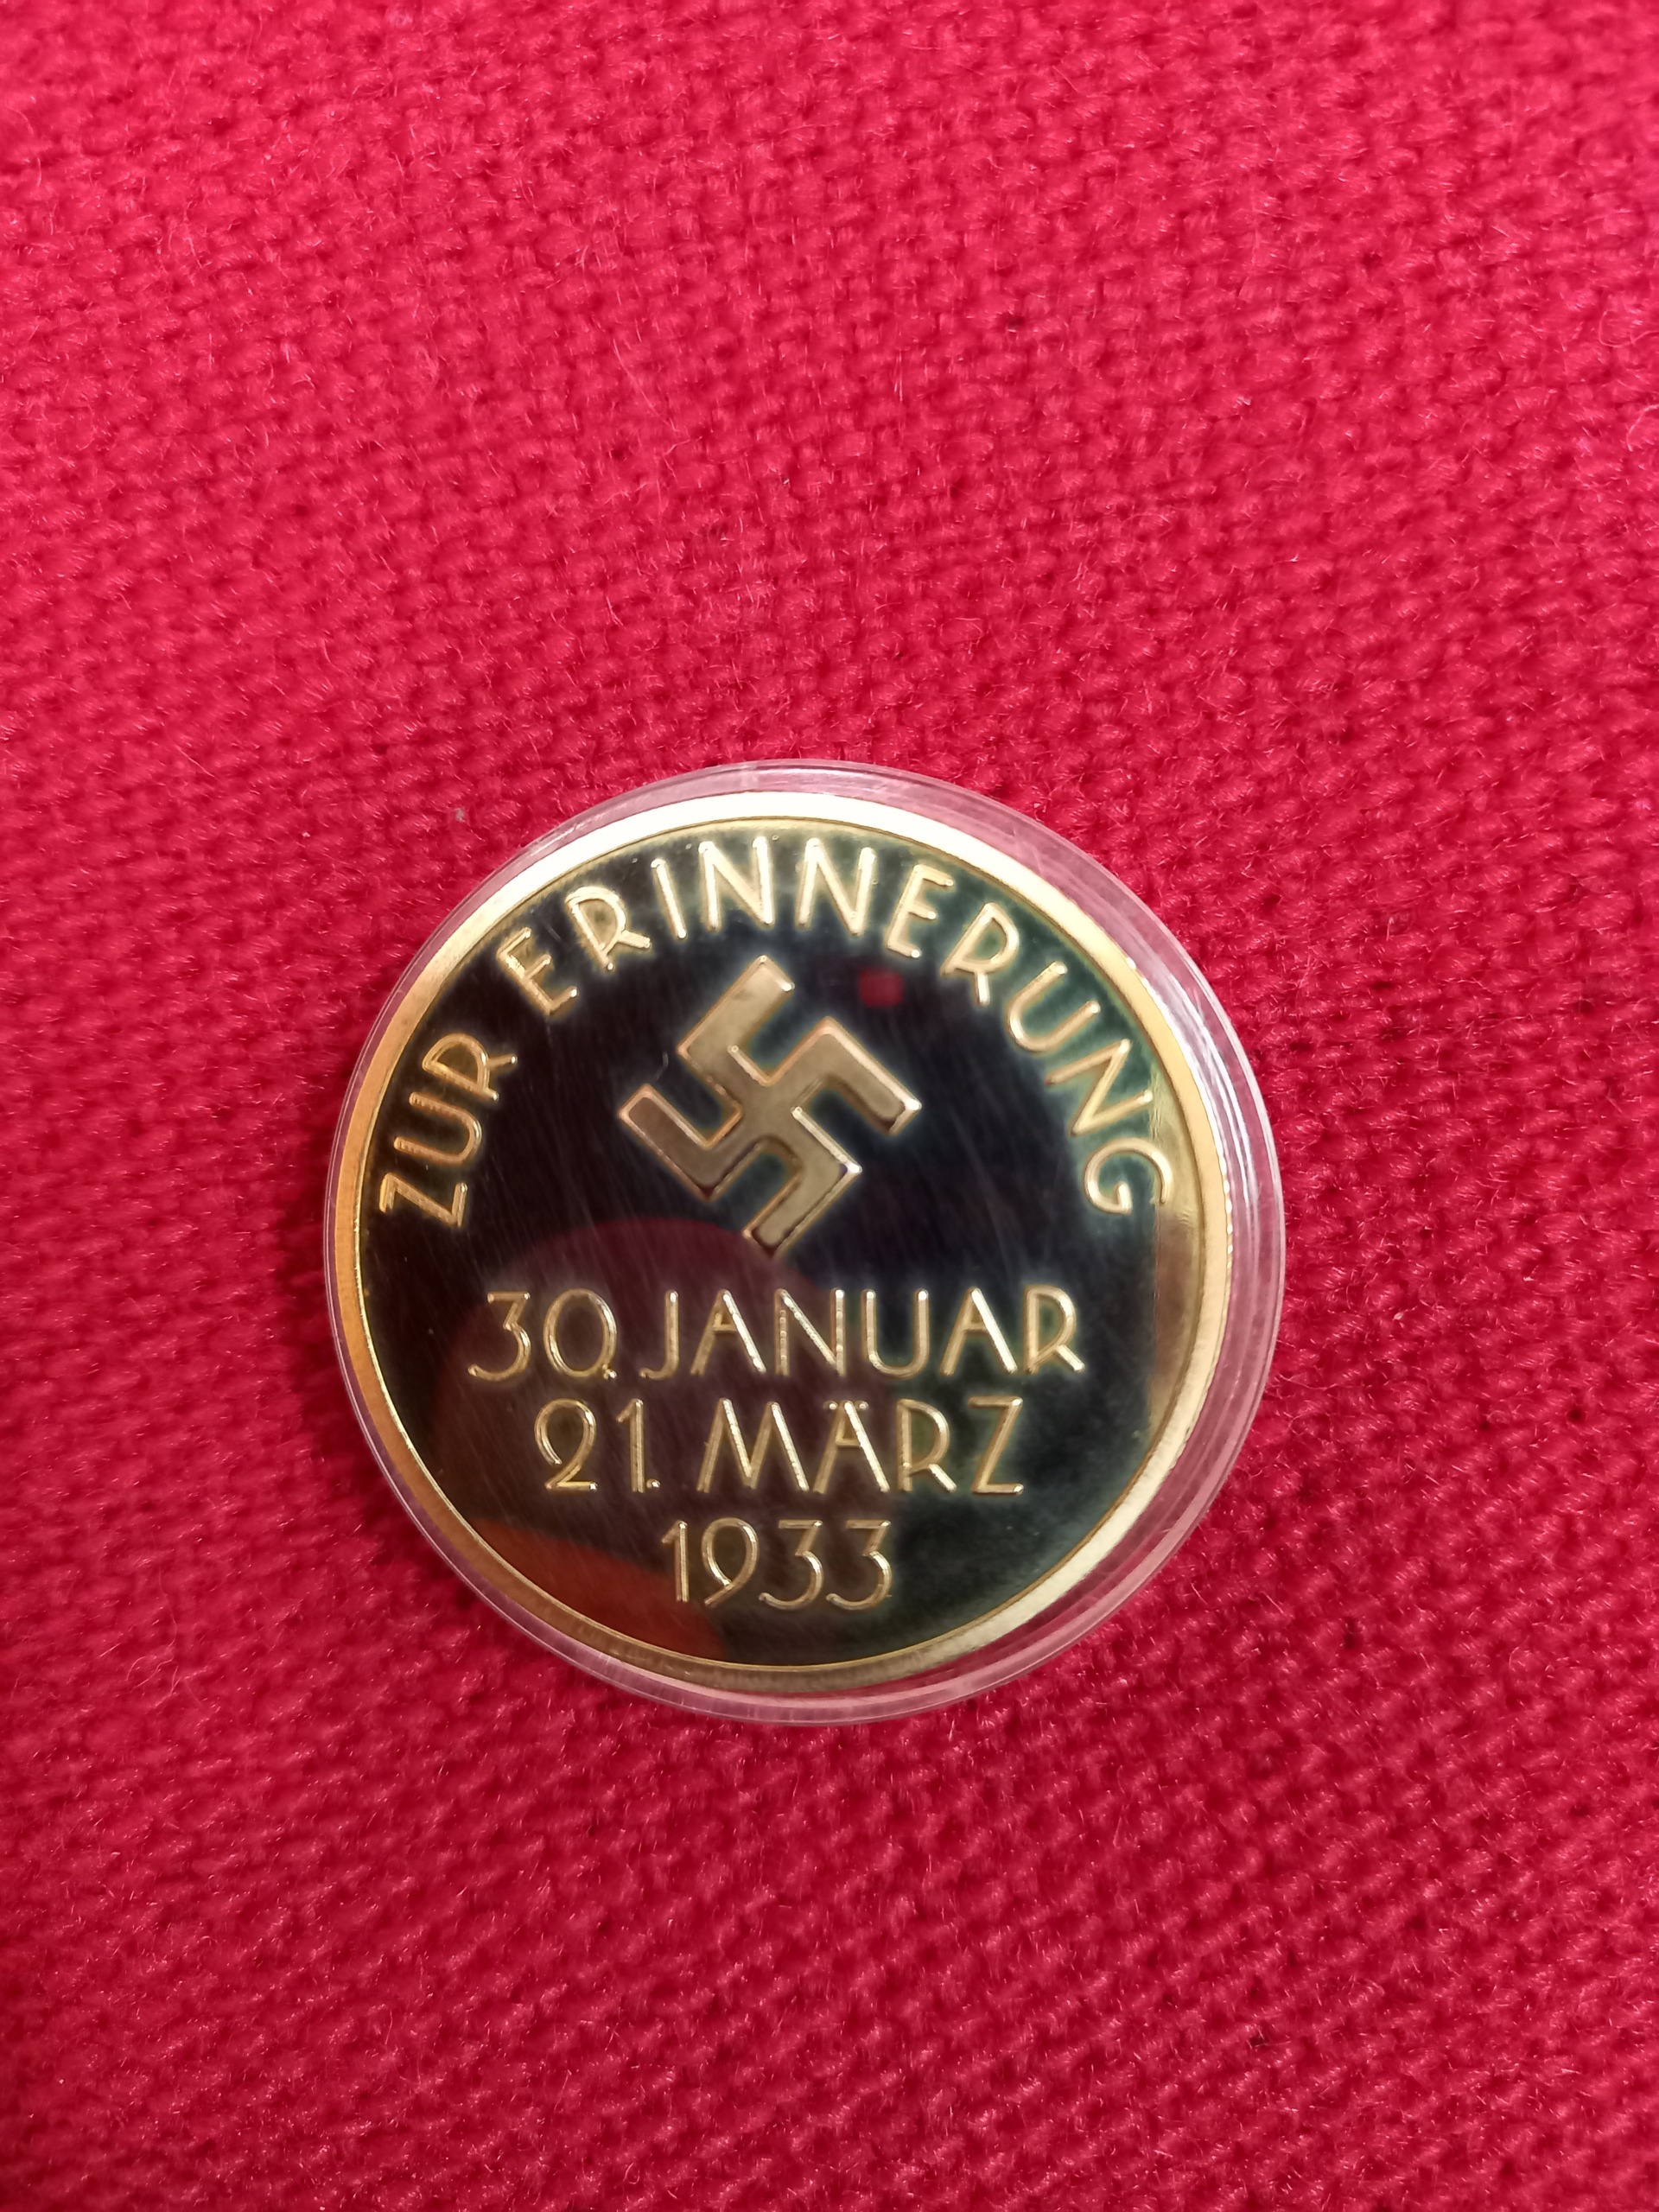 ZUR ERINNERUNG
30. JANUAR
21. MÄRZ
1933